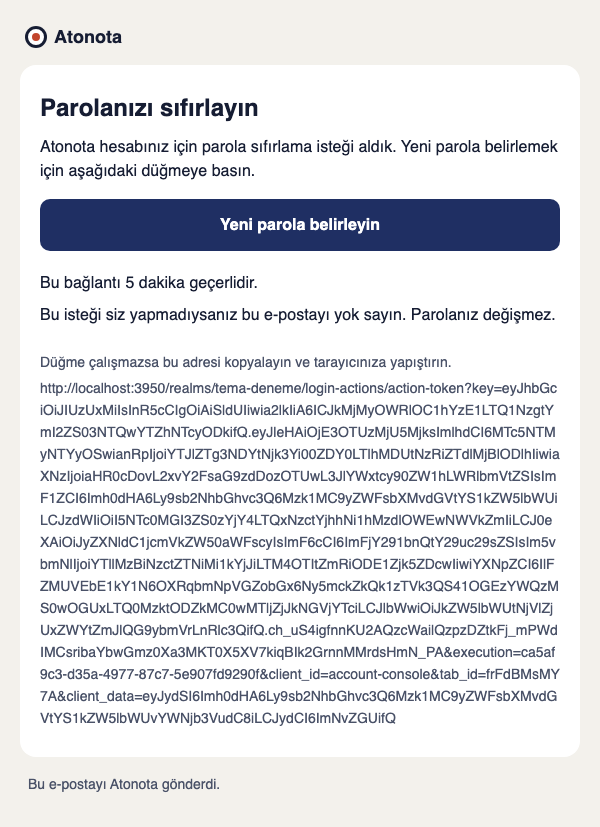 Atonota
Parolanızı sıfırlayın
Atonota hesabınız için parola sıfırlama isteği aldık. Yeni parola belirlemek
için aşağıdaki düğmeye basın.
Yeni parola belirleyin
Bu bağlantı 5 dakika geçerlidir.
Bu isteği siz yapmadıysanız bu e-postayı yok sayın. Parolanız değişmez.
Düğme çalışmazsa bu adresi kopyalayın ve tarayıcınıza yapıştırın.
http://localhost:3950/realms/tema-deneme/login-actions/action-token?key=eyJhbGc
iOiJIUzUxMiIsInR5cCIgOiAiSldUIiwia2lkIiA6ICJkMjMyOWRlOC1hYzE1LTQ1NzgtY
mI2ZS03NTQwYTZhNTcyODkifQ.eyJleHAiOjE3OTUzMjU5MjksImlhdCI6MTc5NTM
yNTYyOSwianRpIjoiYTJlZTg3NDYtNjk3Yi00ZDY0LTlhMDUtNzRiZTdlMjBlODlhIiwia
XNzIjoiaHR0cDovL2xvY2FsaG9zdDozOTUwL3JlYWxtcy90ZW1hLWRlbmVtZSIsIm
F1ZCI6Imh0dHA6Ly9sb2NhbGhvc3Q6Mzk1MC9yZWFsbXMvdGVtYS1kZW5lbWUi
LCJzdWIiOiI5NTc0MGI3ZS0zYjY4LTQxNzctYjhhNi1hMzdlOWEwNWVkZmIiLCJ0e
XAiOiJyZXNldC1jcmVkZW50aWFscyIsImF6cCI6ImFjY291bnQtY29uc29sZSIsIm5v
bmNlIjoiYTllMzBiNzctZTNiMi1kYjJiLTM4OTItZmRiODE1Zjk5ZDcwIiwiYXNpZCI6IlF
ZMUVEbE1kY1N6OXRqbmNpVGZobGx6Ny5mckZkQk1zTVk3QS41OGEzYWQzM
S0wOGUxLTQ0MzktODZkMC0wMTljZjJkNGVjYTciLCJlbWwiOiJkZW5lbWUtNjVlZj
UxZWYtZmJlQG9ybmVrLnRlc3QifQ.ch_uS4igfnnKU2AQzcWailQzpzDZtkFj_mPWd
IMCsribaYbwGmz0Xa3MKT0X5XV7kiqBIk2GrnnMMrdsHmN_PA&execution=ca5af
9c3-d35a-4977-87c7-5e907fd9290f&client_id=account-console&tab_id=frFdBMsMY
7A&client_data=eyJydSI6Imh0dHA6Ly9sb2NhbGhvc3Q6Mzk1MC9yZWFsbXMvdG
VtYS1kZW5lbWUvYWNjb3VudC8iLCJydCI6ImNvZGUifQ
Bu e-postayı Atonota gönderdi.